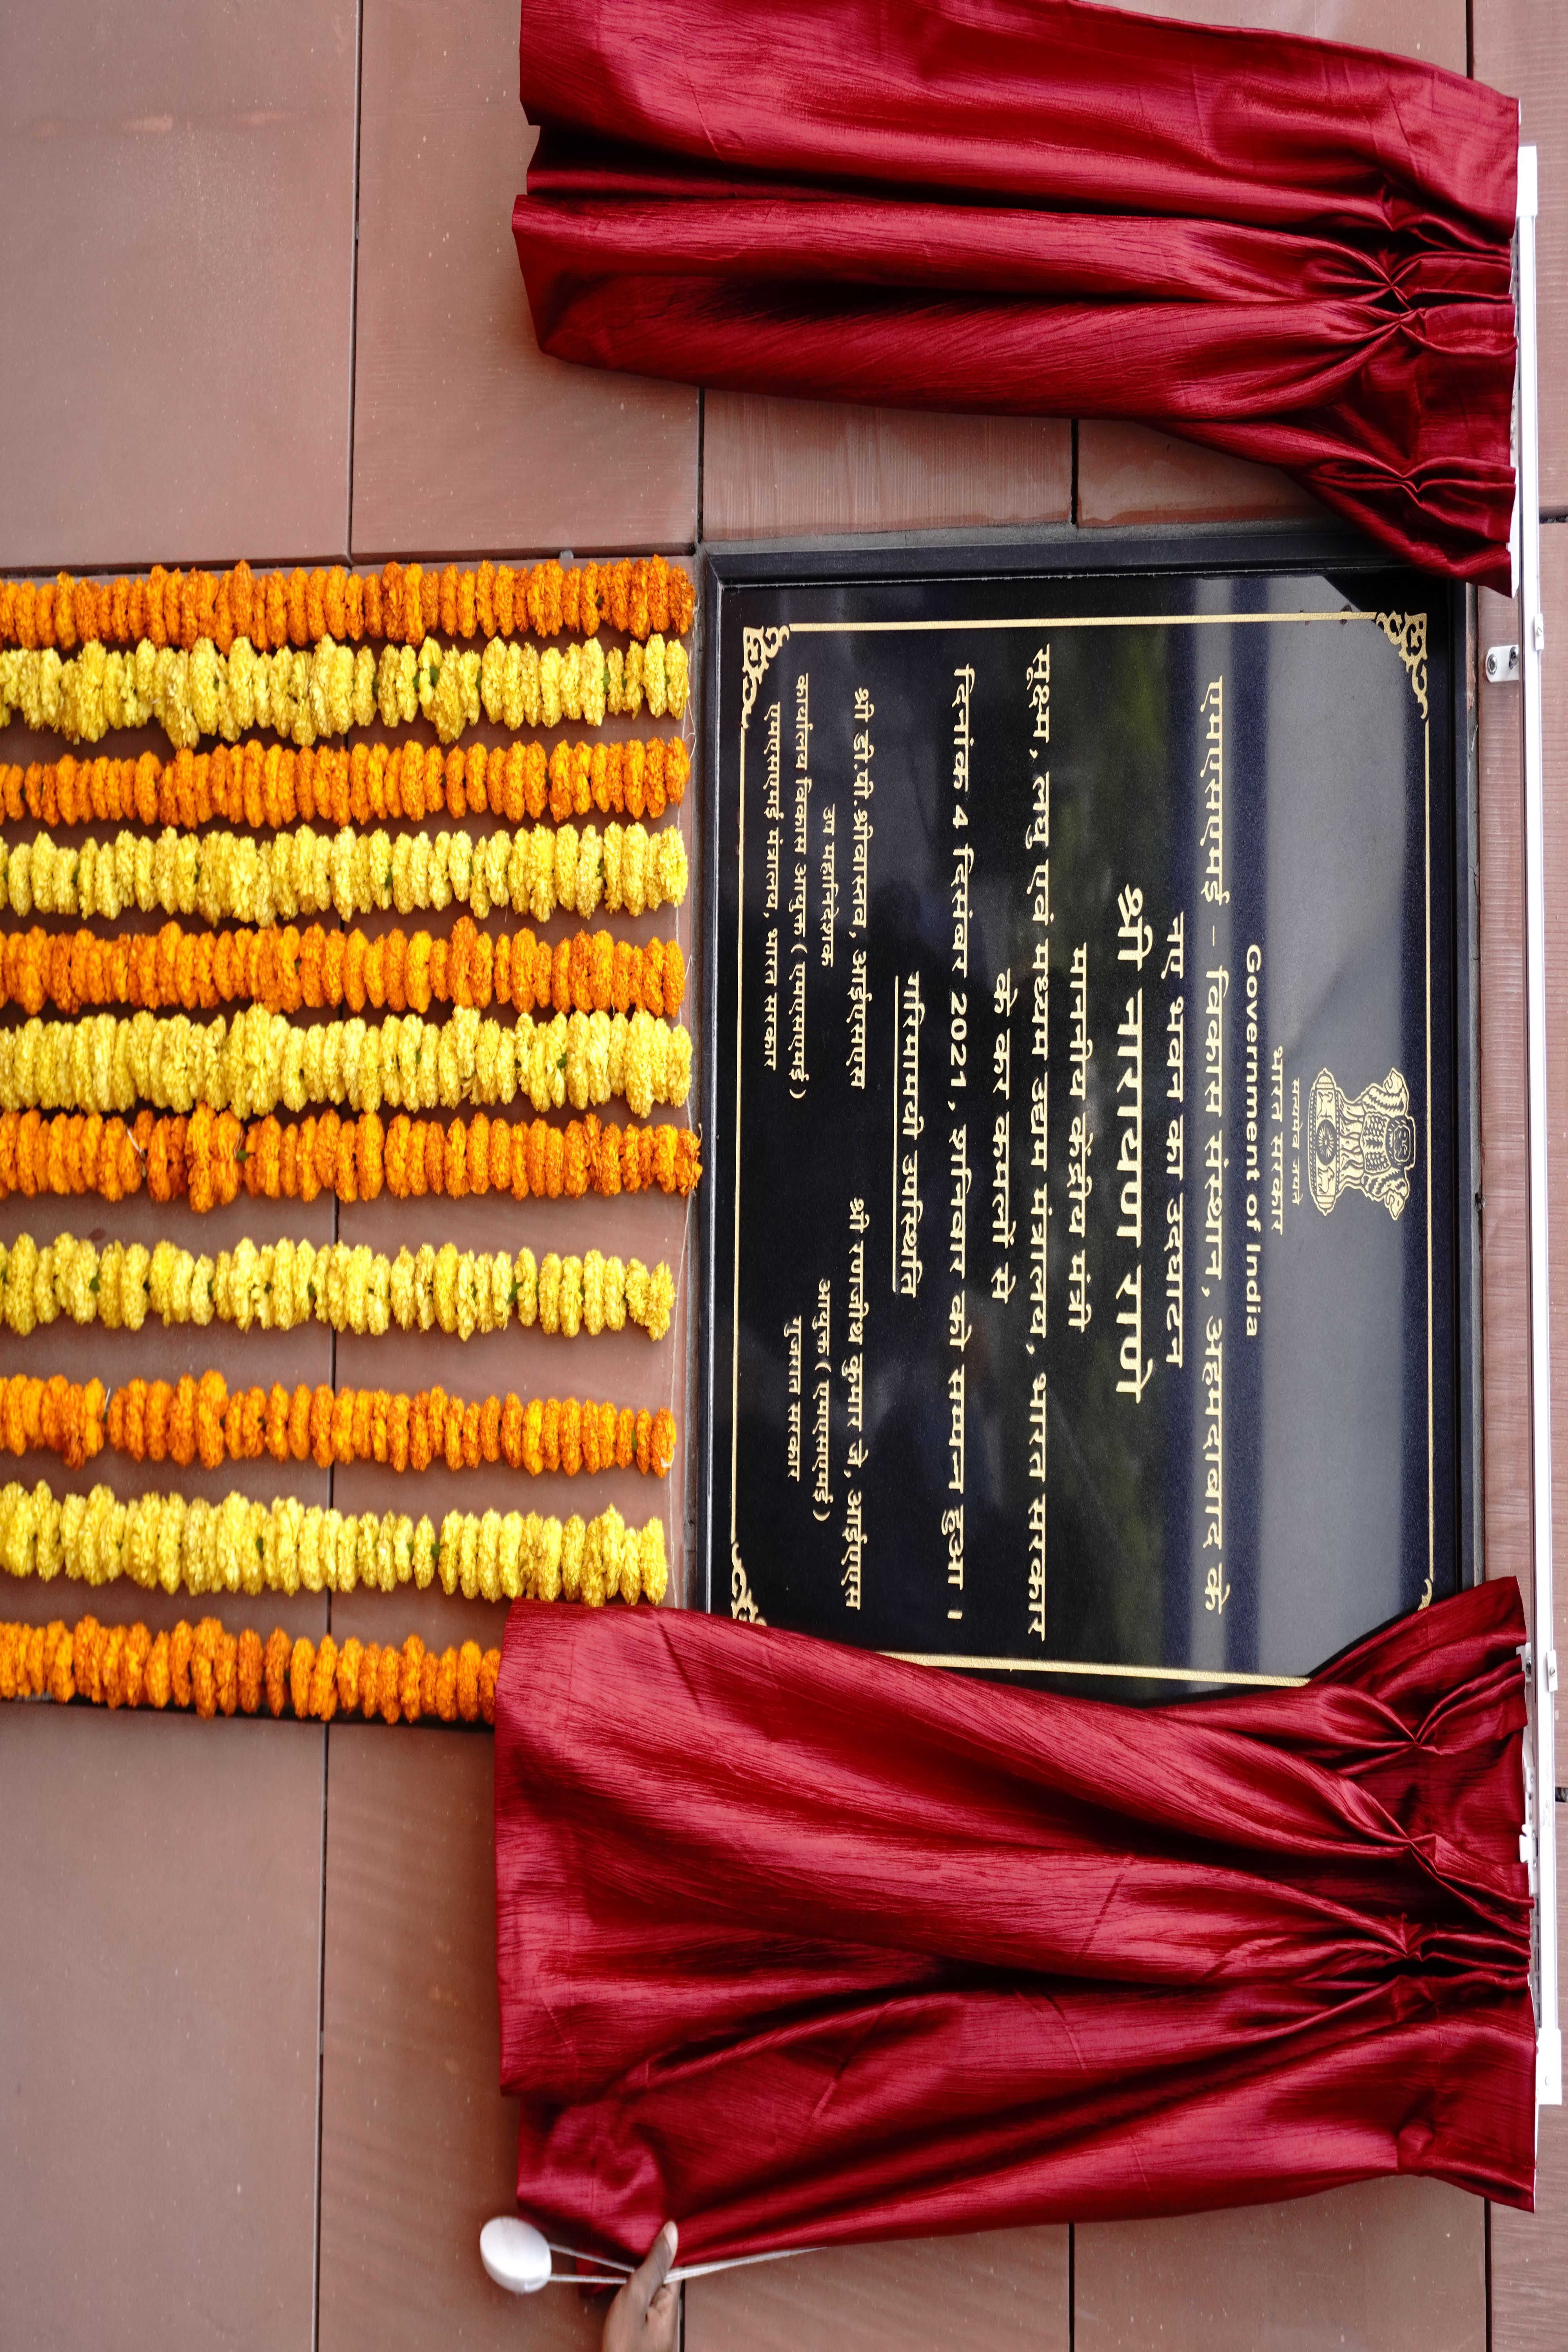 सत्यमेव जयते
भारत सरकार
Government of India
एमएसएमई - विकास संस्थान, अहमदाबाद के
नए भवन का उदघाटन
श्री नारायण राणे
माननीय केंद्रीय मंत्री
सूक्ष्म, लघु एवं मध्यम उद्यम मंत्रालय, भारत सरकार
के कर कमलों से
दिनांक 4 दिसंबर 2021, शनिवार को सम्पन्न हुआ ।
गरिमामयी उपस्थिति
श्री डी.पी.श्रीवास्तव, आईएसएस
उप महानिदेशक
कार्यालय विकास आयुक्त ( एमएसएमई )
एमएसएमईं मंत्रालय, भारत सरकार
श्री रणजीथ कुमार जे, आईएएस
आयुक्त ( एमएसएमई )
गुजरात सरकार